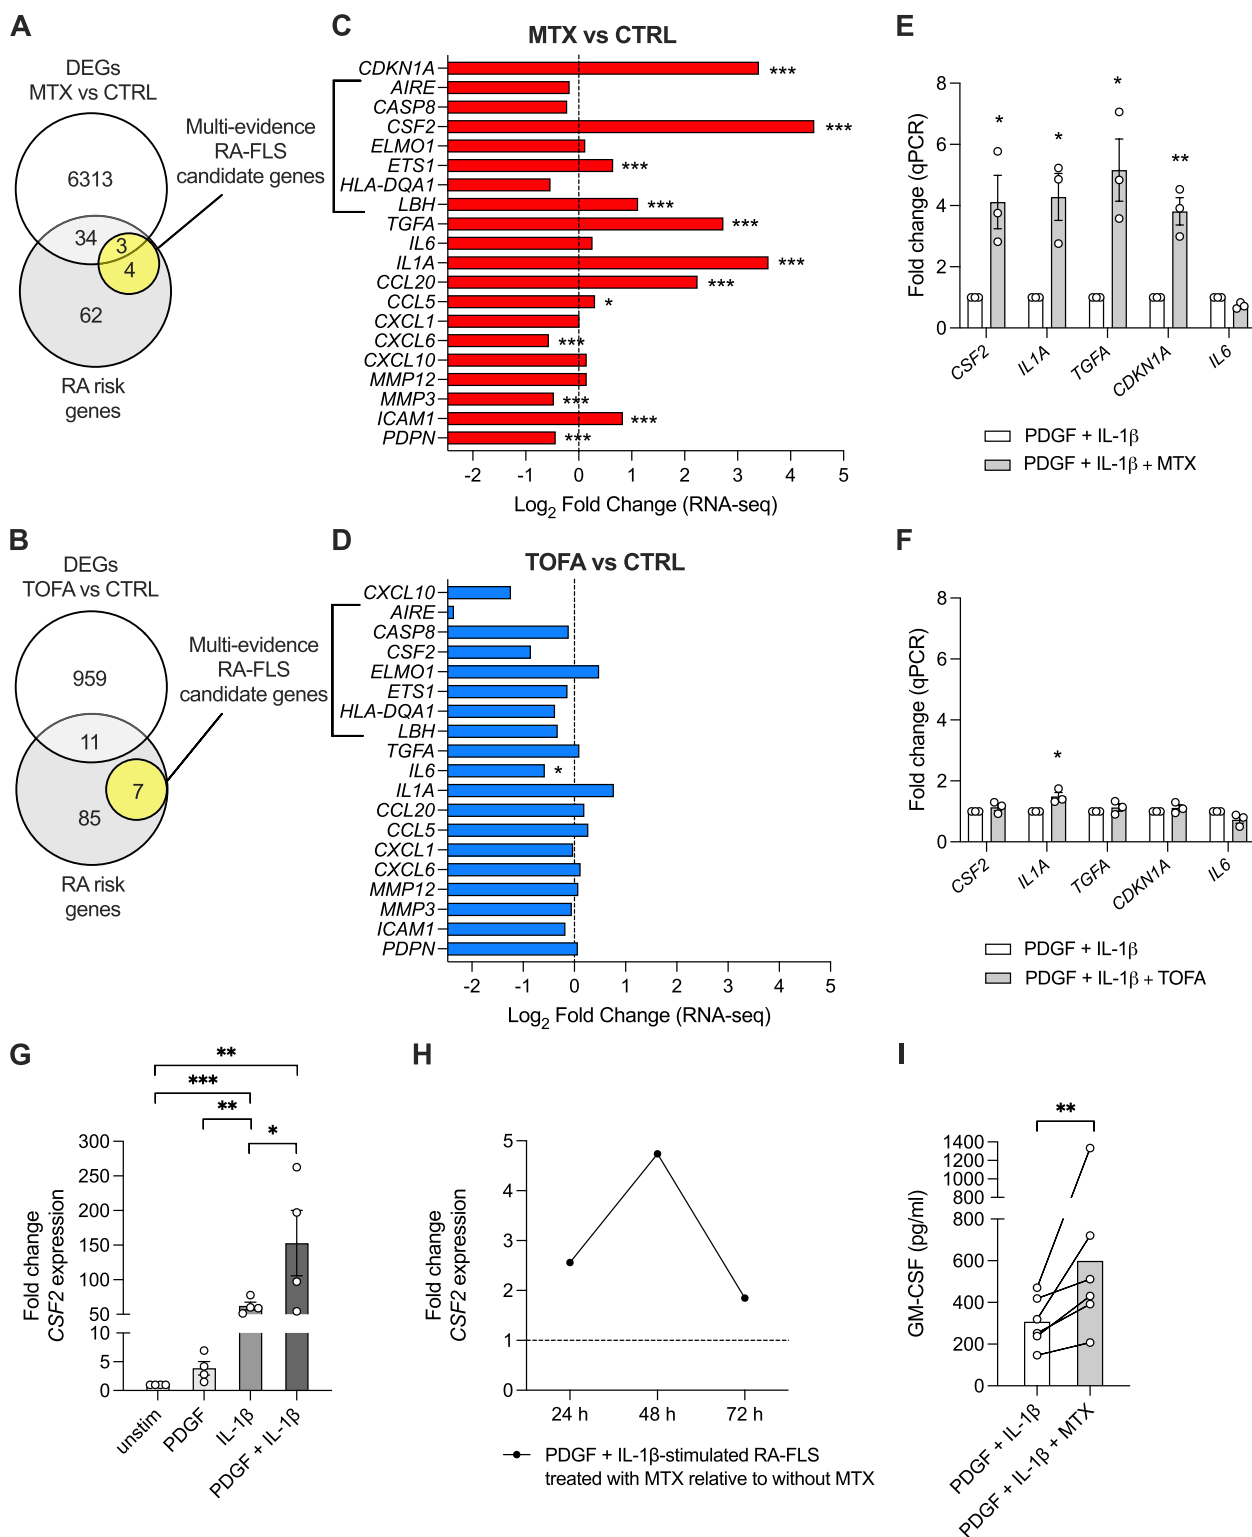 A
DEGs
MTX vs CTRL
6313
34
3
4
62
RA risk
genes
Multi-evidence
RA-FLS
candidate genes
B
DEGs
TOFA vs CTRL
959
11
7
85
RA risk
genes
Multi-evidence
RA-FLS
candidate genes
C
MTX vs CTRL
CDKN1A ***
AIRE
CASP8
CSF2 ***
ELMO1
ETS1 ***
HLA-DQA1
LBH ***
TGFA ***
IL6
IL1A ***
CCL20 ***
CCL5 *
CXCL1
CXCL6 ***
CXCL10
MMP12
MMP3 ***
ICAM1 ***
PDPN ***
-2 -1 0 1 2 3 4 5
Log2 Fold Change (RNA-seq)
D
TOFA vs CTRL
CXCL10
AIRE
CASP8
CSF2
ELMO1
ETS1
HLA-DQA1
LBH
TGFA
IL6 *
IL1A
CCL20
CCL5
CXCL1
CXCL6
MMP12
MMP3
ICAM1
PDPN
-2 -1 0 1 2 3 4 5
Log2 Fold Change (RNA-seq)
E
Fold change (qPCR)
8
6
4
2
0
* * * **
CSF2 IL1A TGFA CDKN1A IL6
PDGF + IL-1β
PDGF + IL-1β + MTX
F
Fold change (qPCR)
8
6
4
2
0
*
CSF2 IL1A TGFA CDKN1A IL6
PDGF + IL-1β
PDGF + IL-1β + TOFA
G
**
***
**
*
Fold change
CSF2 expression
300
250
200
150
100
50
10
5
0
unstim PDGF IL-1β PDGF + IL-1β
H
Fold change
CSF2 expression
5
4
3
2
1
0
24 h 48 h 72 h
PDGF + IL-1β-stimulated RA-FLS
treated with MTX relative to without MTX
I
**
GM-CSF (pg/ml)
1400
1200
1000
800
800
600
400
200
0
PDGF + IL-1β
PDGF + IL-1β + MTX